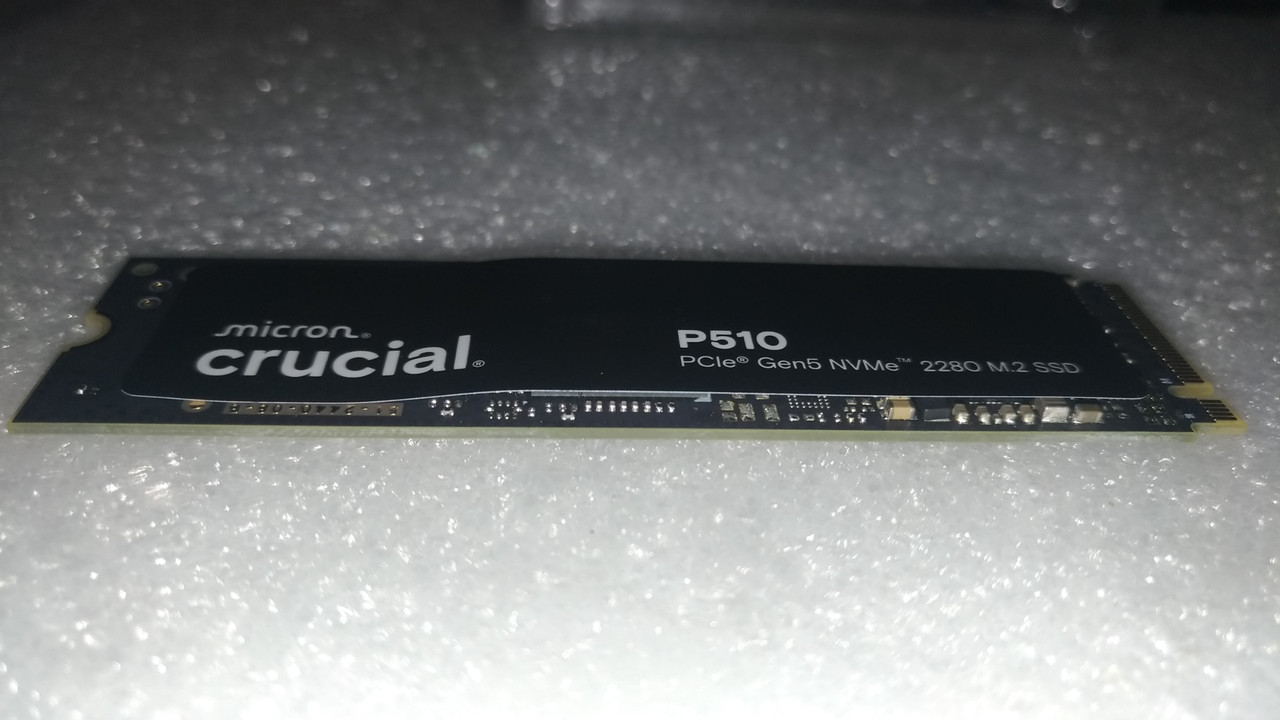 micron®
crucial®
P510
PCIe® Gen5 NVMe™ 2280 M.2 SSD